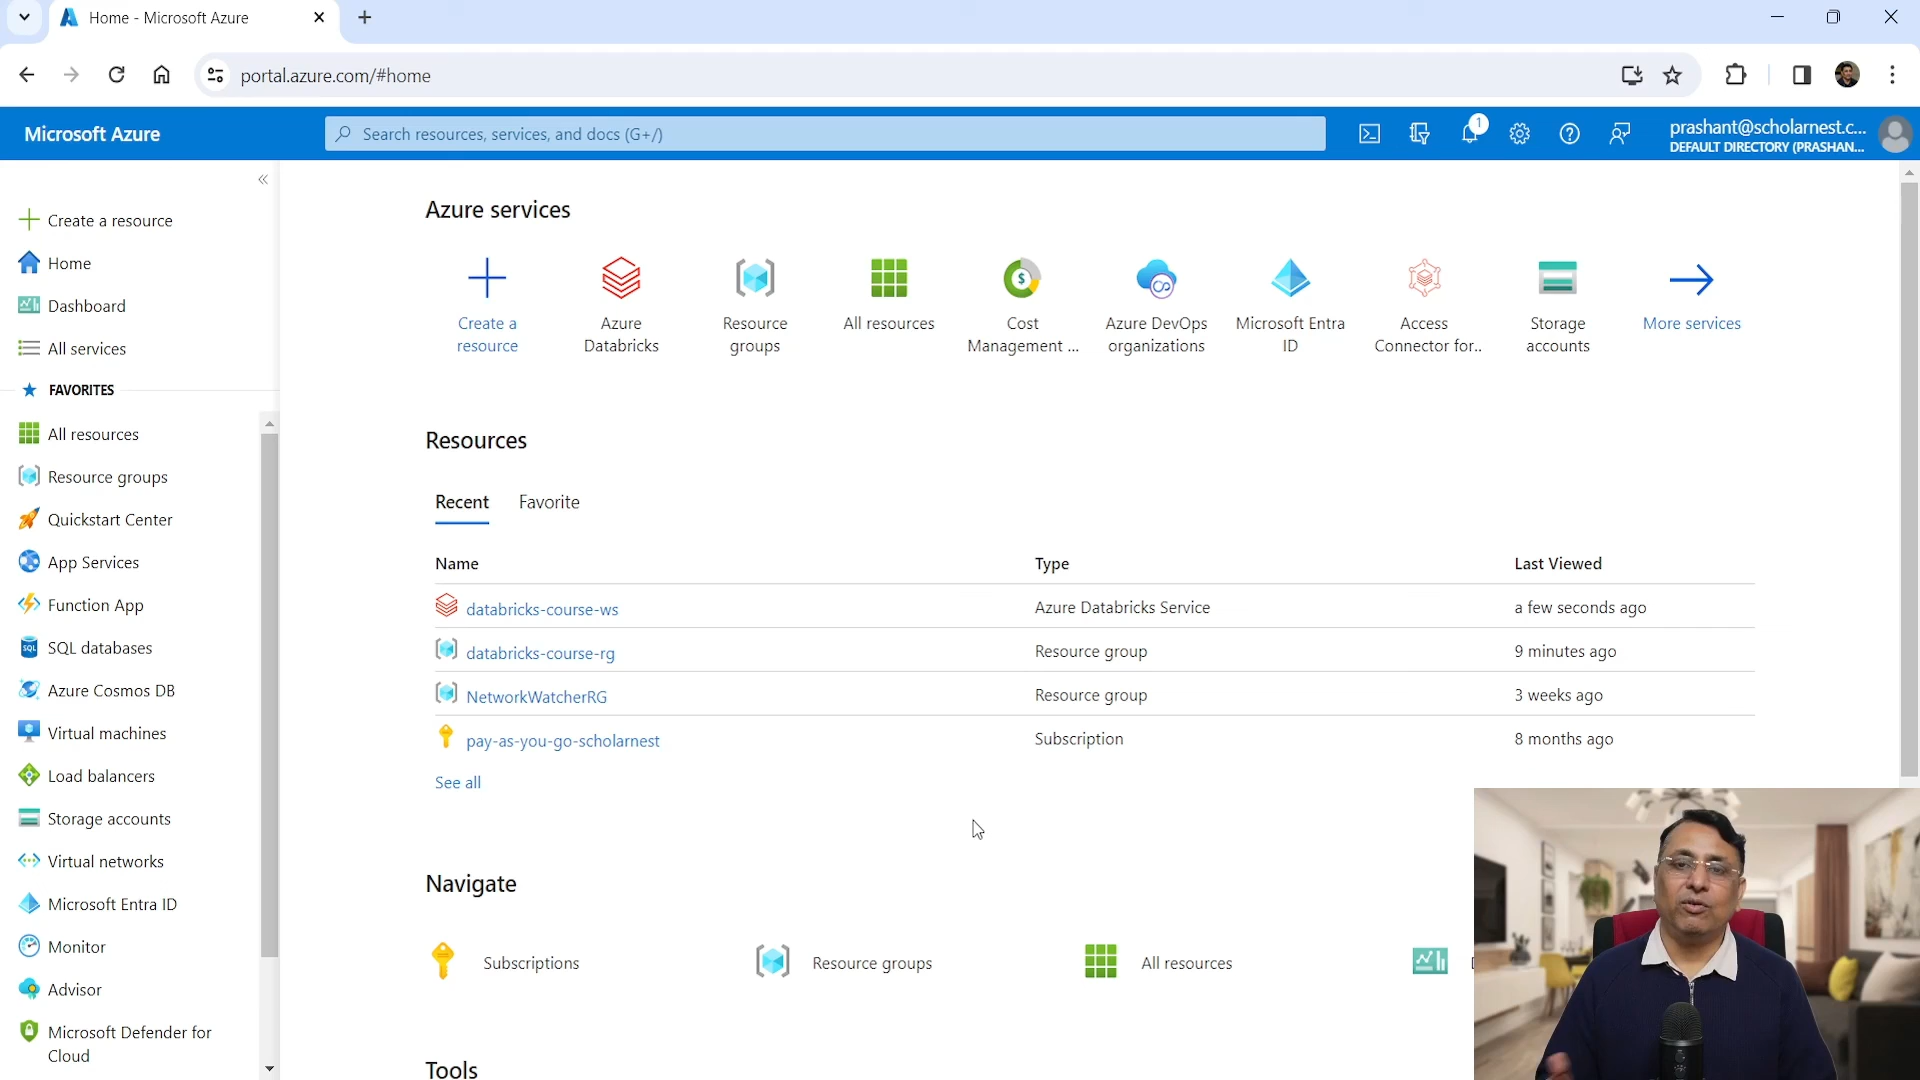 Home - Microsoft Azure
portal.azure.com/#home
Microsoft Azure
Search resources, services, and docs (G+/)
1
prashant@scholarnest.c...
DEFAULT DIRECTORY (PRASHAN...
Create a resource
Home
Dashboard
All services
FAVORITES
All resources
Resource groups
Quickstart Center
App Services
Function App
SQL databases
Azure Cosmos DB
Virtual machines
Load balancers
Storage accounts
Virtual networks
Microsoft Entra ID
Monitor
Advisor
Microsoft Defender for
Cloud
Azure services
Create a
resource
Azure
Databricks
Resource
groups
All resources
Cost
Management ...
Azure DevOps
organizations
Microsoft Entra
ID
Access
Connector for..
Storage
accounts
More services
Resources
Recent Favorite
Name Type Last Viewed
databricks-course-ws Azure Databricks Service a few seconds ago
databricks-course-rg Resource group 9 minutes ago
NetworkWatcherRG Resource group 3 weeks ago
pay-as-you-go-scholarnest Subscription 8 months ago
See all
Navigate
Subscriptions Resource groups All resources
Tools